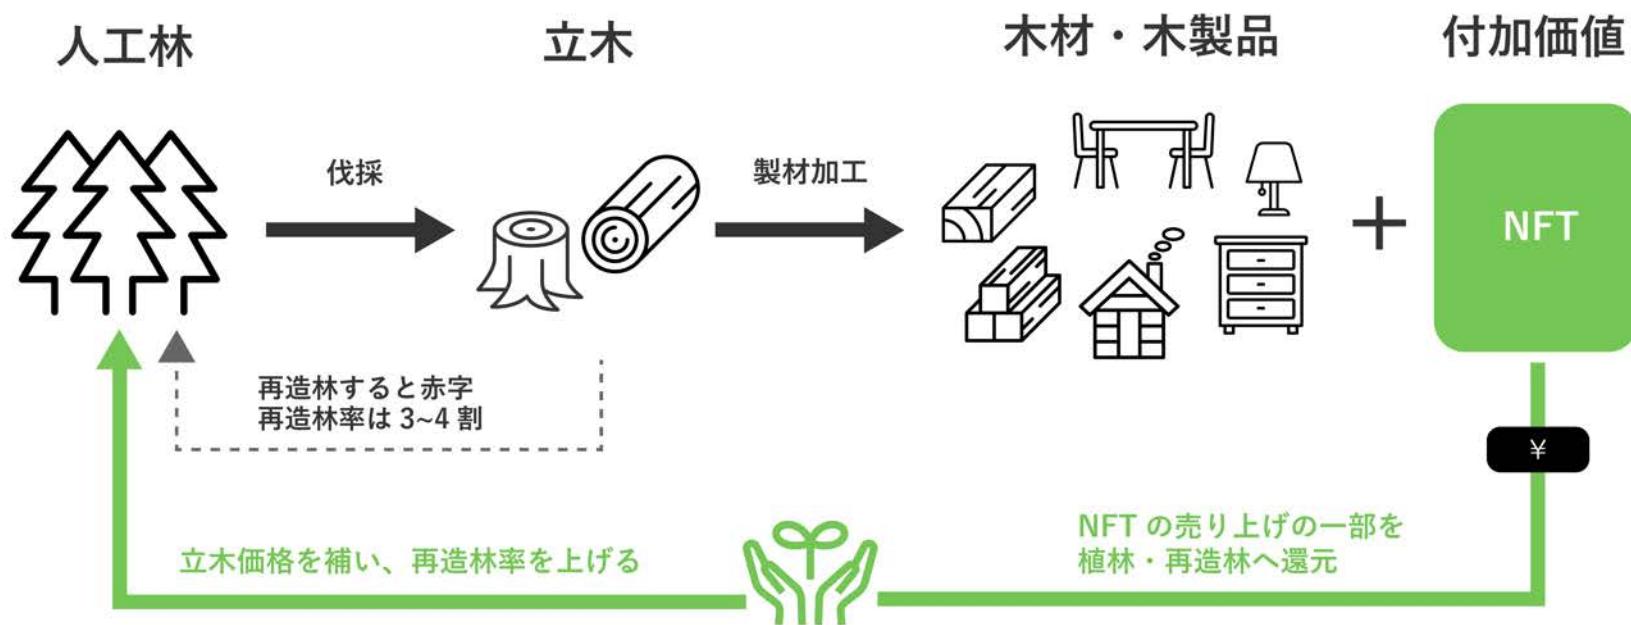 人工林
立木
木材・木製品
付加価値
伐採
製材加工
NFT
再造林すると赤字
再造林率は 3~4 割
¥
NFT の売り上げの一部を
植林・再造林へ還元
立木価格を補い、再造林率を上げる